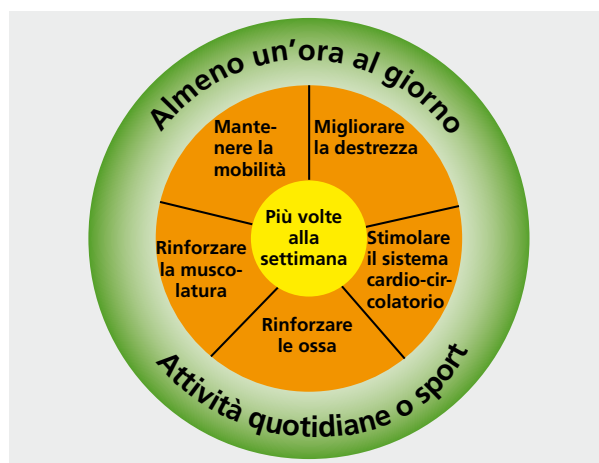 Almeno un'ora al giorno
Mante-
nere la
mobilità
Migliorare
la destrezza
Più volte
alla
settimana
Rinforzare
la musco-
latura
Stimolare
il sistema
cardio-cir-
colatorio
Rinforzare
le ossa
Attività quotidiane o sport